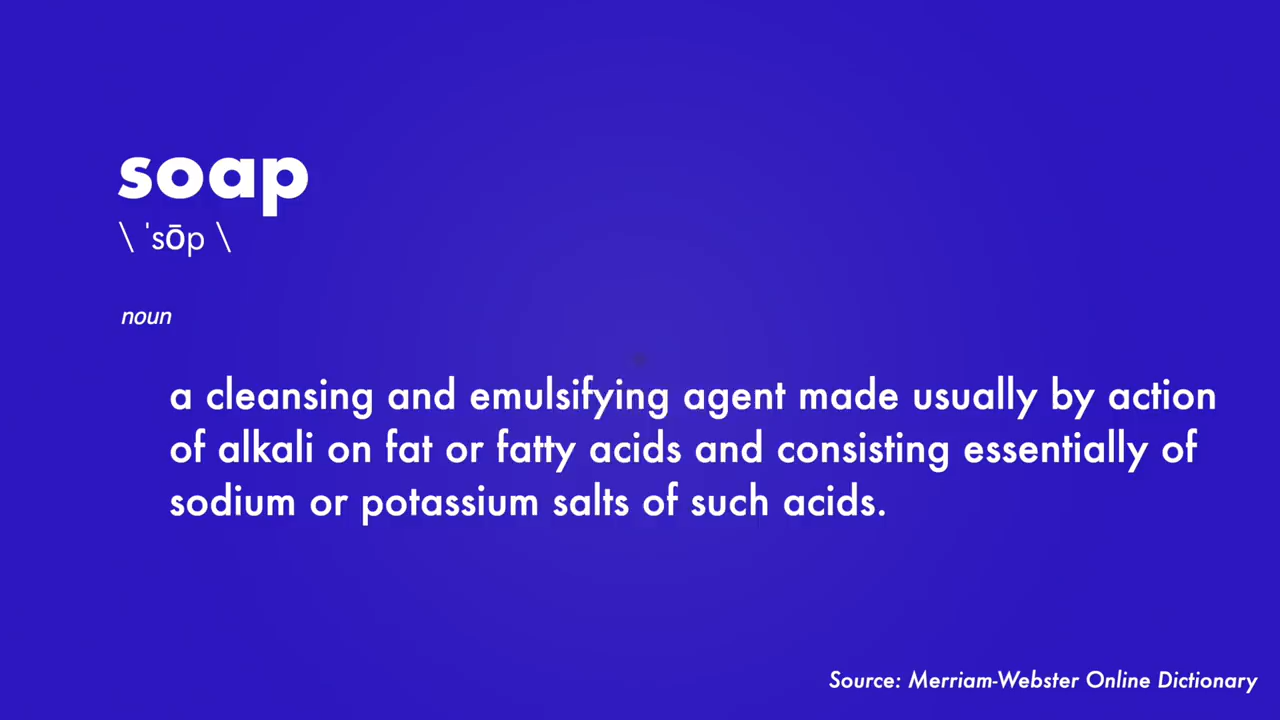 soap
\ ˈsōp \
noun
a cleansing and emulsifying agent made usually by action
of alkali on fat or fatty acids and consisting essentially of
sodium or potassium salts of such acids.
Source: Merriam-Webster Online Dictionary